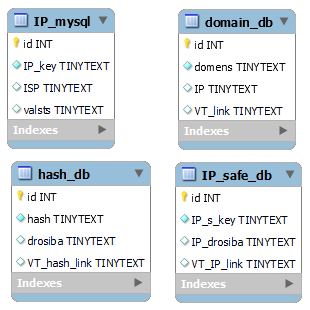 IP_mysql
id INT
IP_key TINYTEXT
ISP TINYTEXT
valsts TINYTEXT
Indexes
domain_db
id INT
domens TINYTEXT
IP TINYTEXT
VT_link TINYTEXT
Indexes
hash_db
id INT
hash TINYTEXT
drosiba TINYTEXT
VT_hash_link TINYTEXT
Indexes
IP_safe_db
id INT
IP_s_key TINYTEXT
IP_drosiba TINYTEXT
VT_IP_link TINYTEXT
Indexes